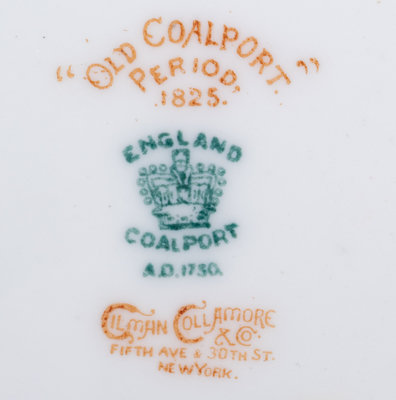 "OLD COALPORT."
PERIOD,
.1825.
ENGLAND
COALPORT
A.D. 1750.
GILMAN COLLAMORE
& CO.
FIFTH AVE & 30TH ST.
NEW YORK.